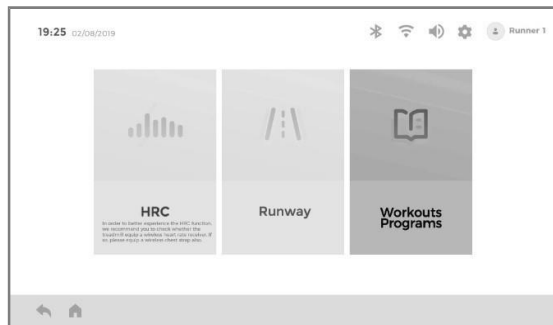 19:25 02/08/2019
Runner 1
HRC
In order to better experience the HRC function,
we recommend you to check whether the
treadmill equip a wireless heart rate receiver. If
so, please equip a wireless chest strap also.
Runway
Workouts
Programs